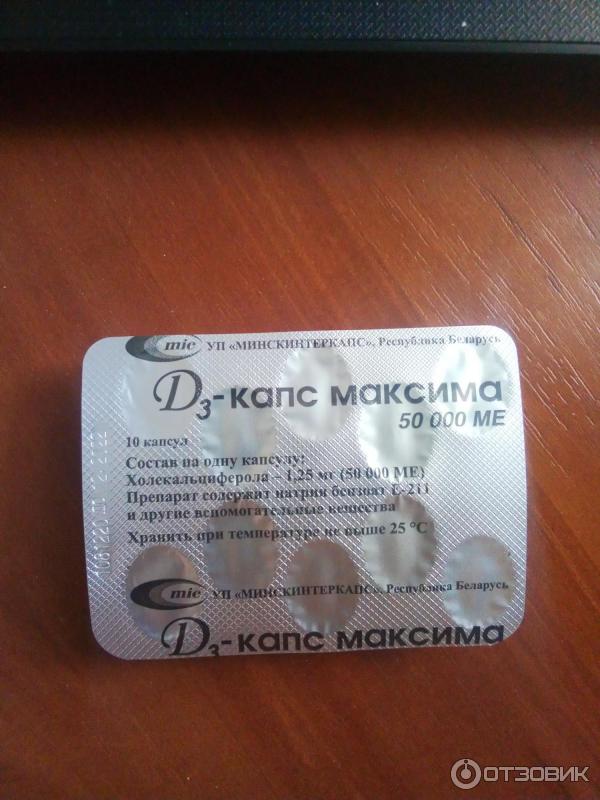 mic УП «МИНСКИНТЕРКАПС», Республика Беларусь
D3-капс максима
50 000 МЕ
10 капсул
Состав на одну капсулу:
Холекальциферола – 1,25 мг (50 000 МЕ)
Препарат содержит натрия бензоат Е-211
и другие вспомогательные вещества
Хранить при температуре не выше 25 °С
mic УП «МИНСКИНТЕРКАПС», Республика Беларусь
D3-капс максима
ОТЗОВИК